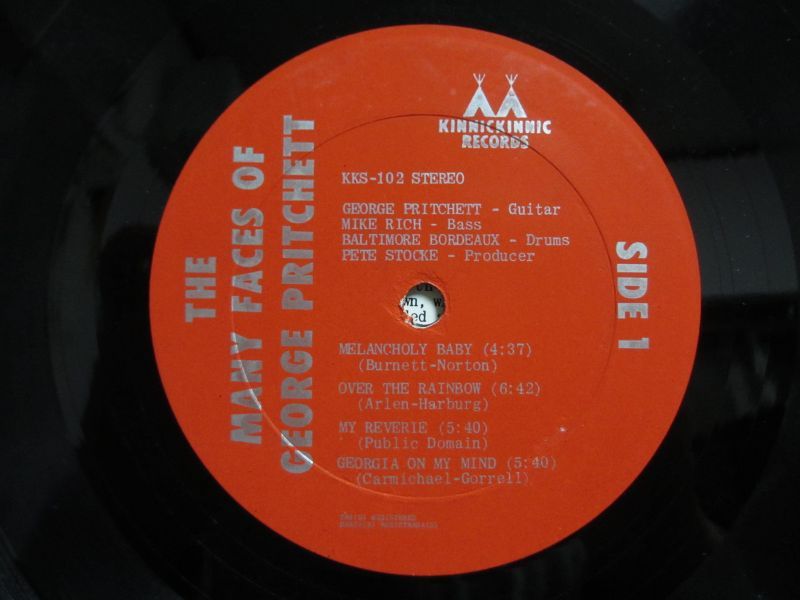 KINNICKINNIC
RECORDS
THE
MANY FACES OF
GEORGE PRITCHETT
KKS-102 STEREO
GEORGE PRITCHETT - Guitar
MIKE RICH - Bass
BALTIMORE BORDEAUX - Drums
PETE STOCKE - Producer
SIDE 1
wn, w
led
MELANCHOLY BABY (4:37)
(Burnett-Norton)
OVER THE RAINBOW (6:42)
(Arlen-Harburg)
MY REVERIE (5:40)
(Public Domain)
GEORGIA ON MY MIND (5:40)
(Carmichael-Gorrell)